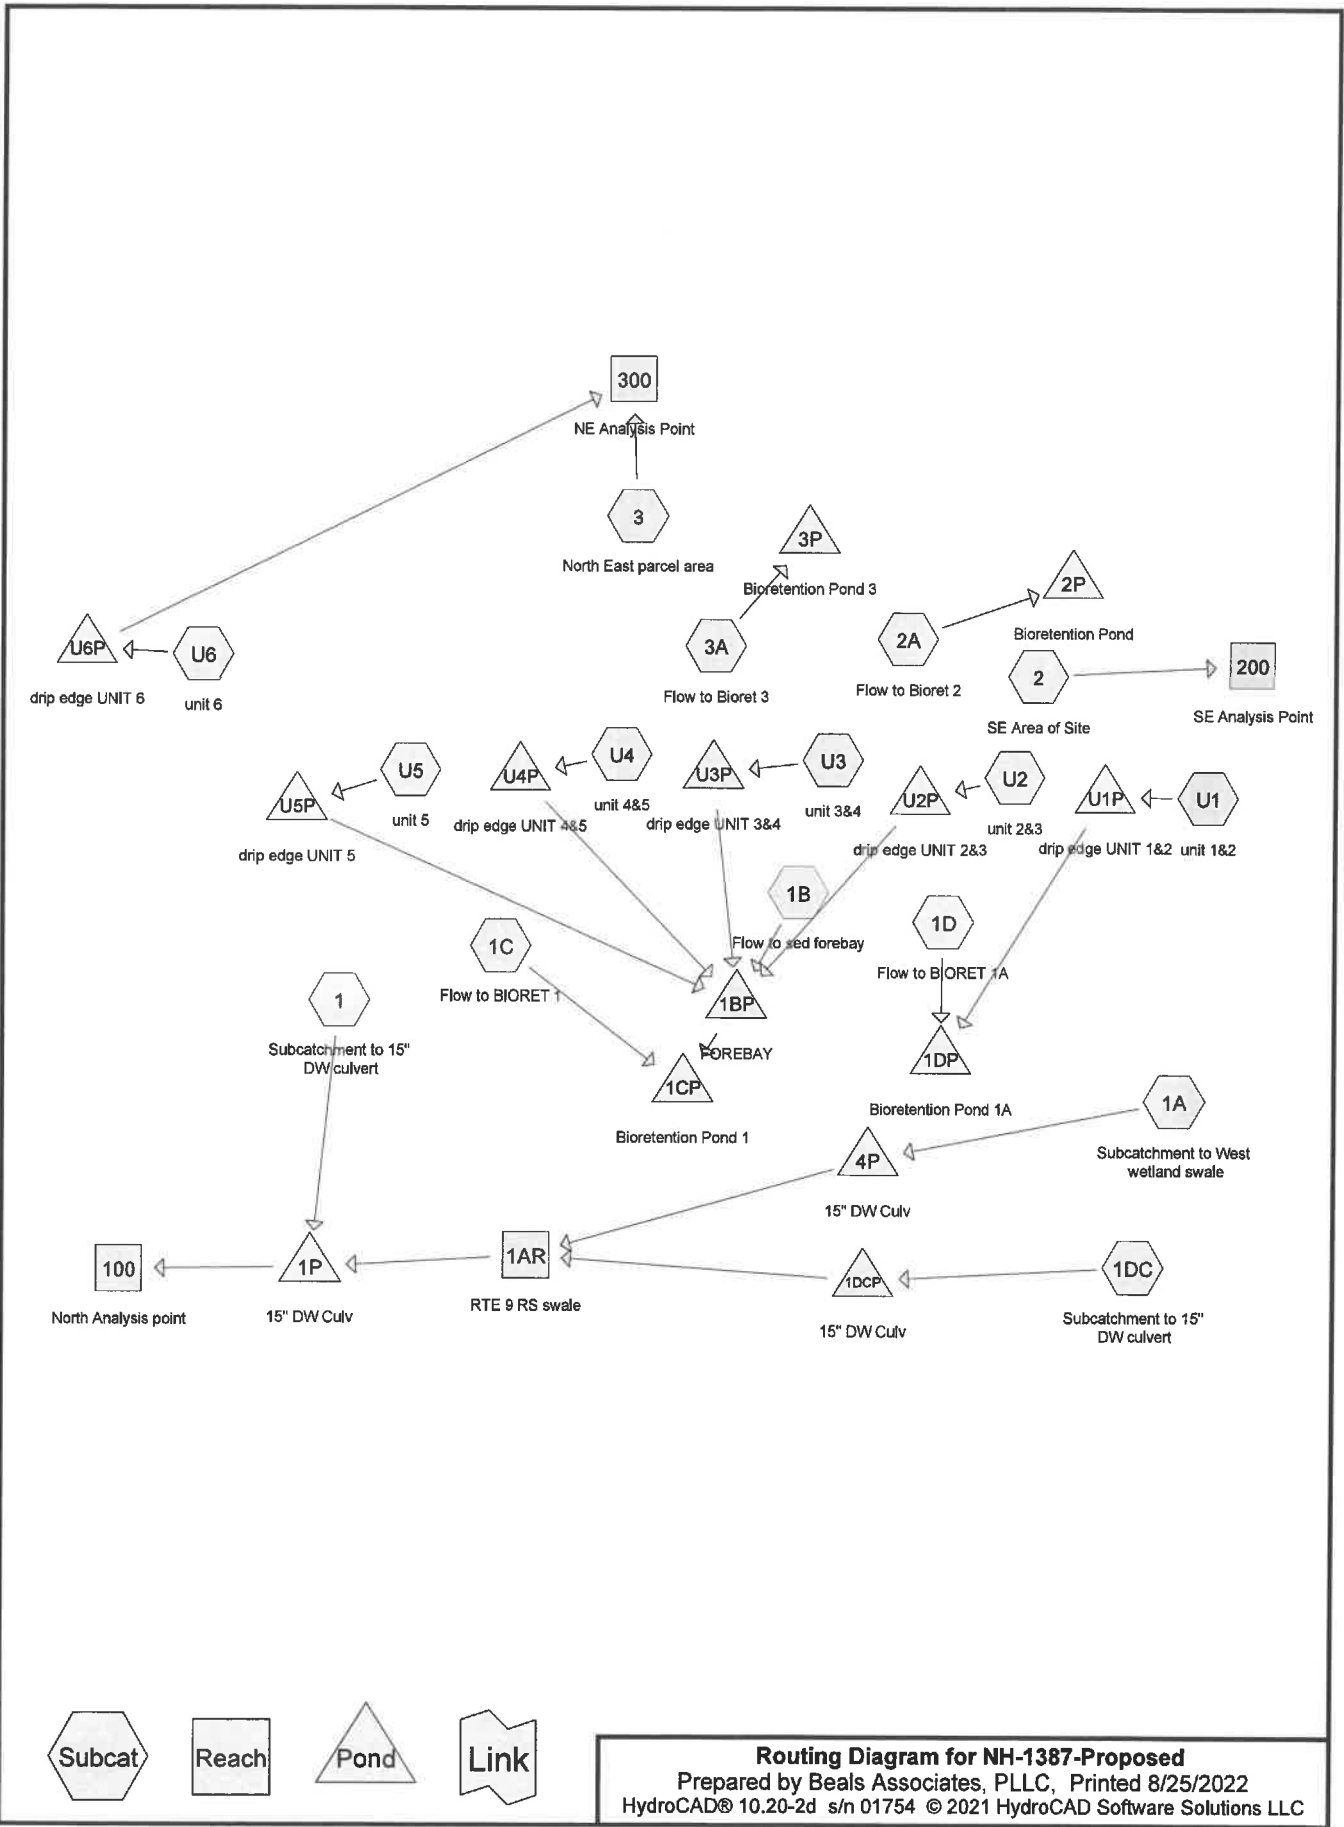 300
NE Analysis Point
3
North East parcel area
3P
Bioretention Pond 3
3A
Flow to Bioret 3
2A
Flow to Bioret 2
2P
Bioretention Pond
2
SE Area of Site
200
SE Analysis Point
U6P
drip edge UNIT 6
U6
unit 6
U5P
drip edge UNIT 5
U5
unit 5
U4P
drip edge UNIT 4&5
U4
unit 4&5
U3P
drip edge UNIT 3&4
U3
unit 3&4
U2P
drip edge UNIT 2&3
U2
unit 2&3
U1P
drip edge UNIT 1&2
U1
unit 1&2
1B
Flow to sed forebay
1D
Flow to BIORET 1A
1C
Flow to BIORET 1
1
Subcatchment to 15"
DW culvert
1BP
FOREBAY
1CP
Bioretention Pond 1
1DP
Bioretention Pond 1A
1A
Subcatchment to West
wetland swale
4P
15" DW Culv
100
North Analysis point
1P
15" DW Culv
1AR
RTE 9 RS swale
1DCP
15" DW Culv
1DC
Subcatchment to 15"
DW culvert
Subcat
Reach
Pond
Link
Routing Diagram for NH-1387-Proposed
Prepared by Beals Associates, PLLC, Printed 8/25/2022
HydroCAD® 10.20-2d s/n 01754 © 2021 HydroCAD Software Solutions LLC